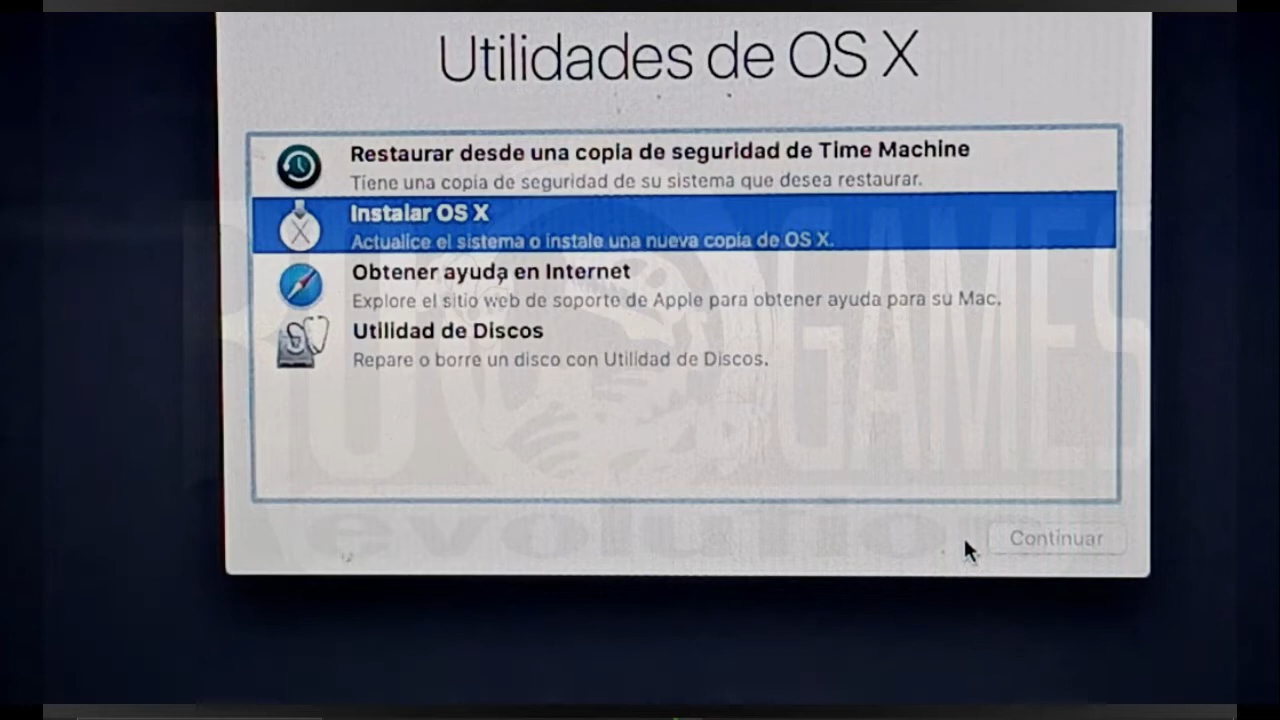 Utilidades de OS X
Restaurar desde una copia de seguridad de Time Machine
Tiene una copia de seguridad de su sistema que desea restaurar.
Instalar OS X
Actualice el sistema o instale una nueva copia de OS X.
Obtener ayuda en Internet
Explore el sitio web de soporte de Apple para obtener ayuda para su Mac.
Utilidad de Discos
Repare o borre un disco con Utilidad de Discos.
GAMES
evolution
Continuar